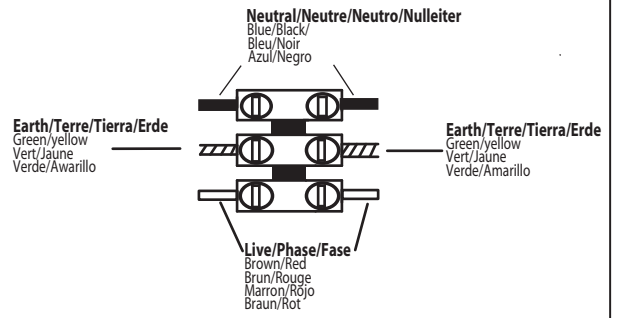 Neutral/Neutre/Neutro/Nulleiter
Blue/Black/
Bleu/Noir
Azul/Negro
Earth/Terre/Tierra/Erde
Green/yellow
Vert/Jaune
Verde/Awarillo
Earth/Terre/Tierra/Erde
Green/yellow
Vert/Jaune
Verde/Amarillo
Live/Phase/Fase
Brown/Red
Brun/Rouge
Marron/Rojo
Braun/Rot